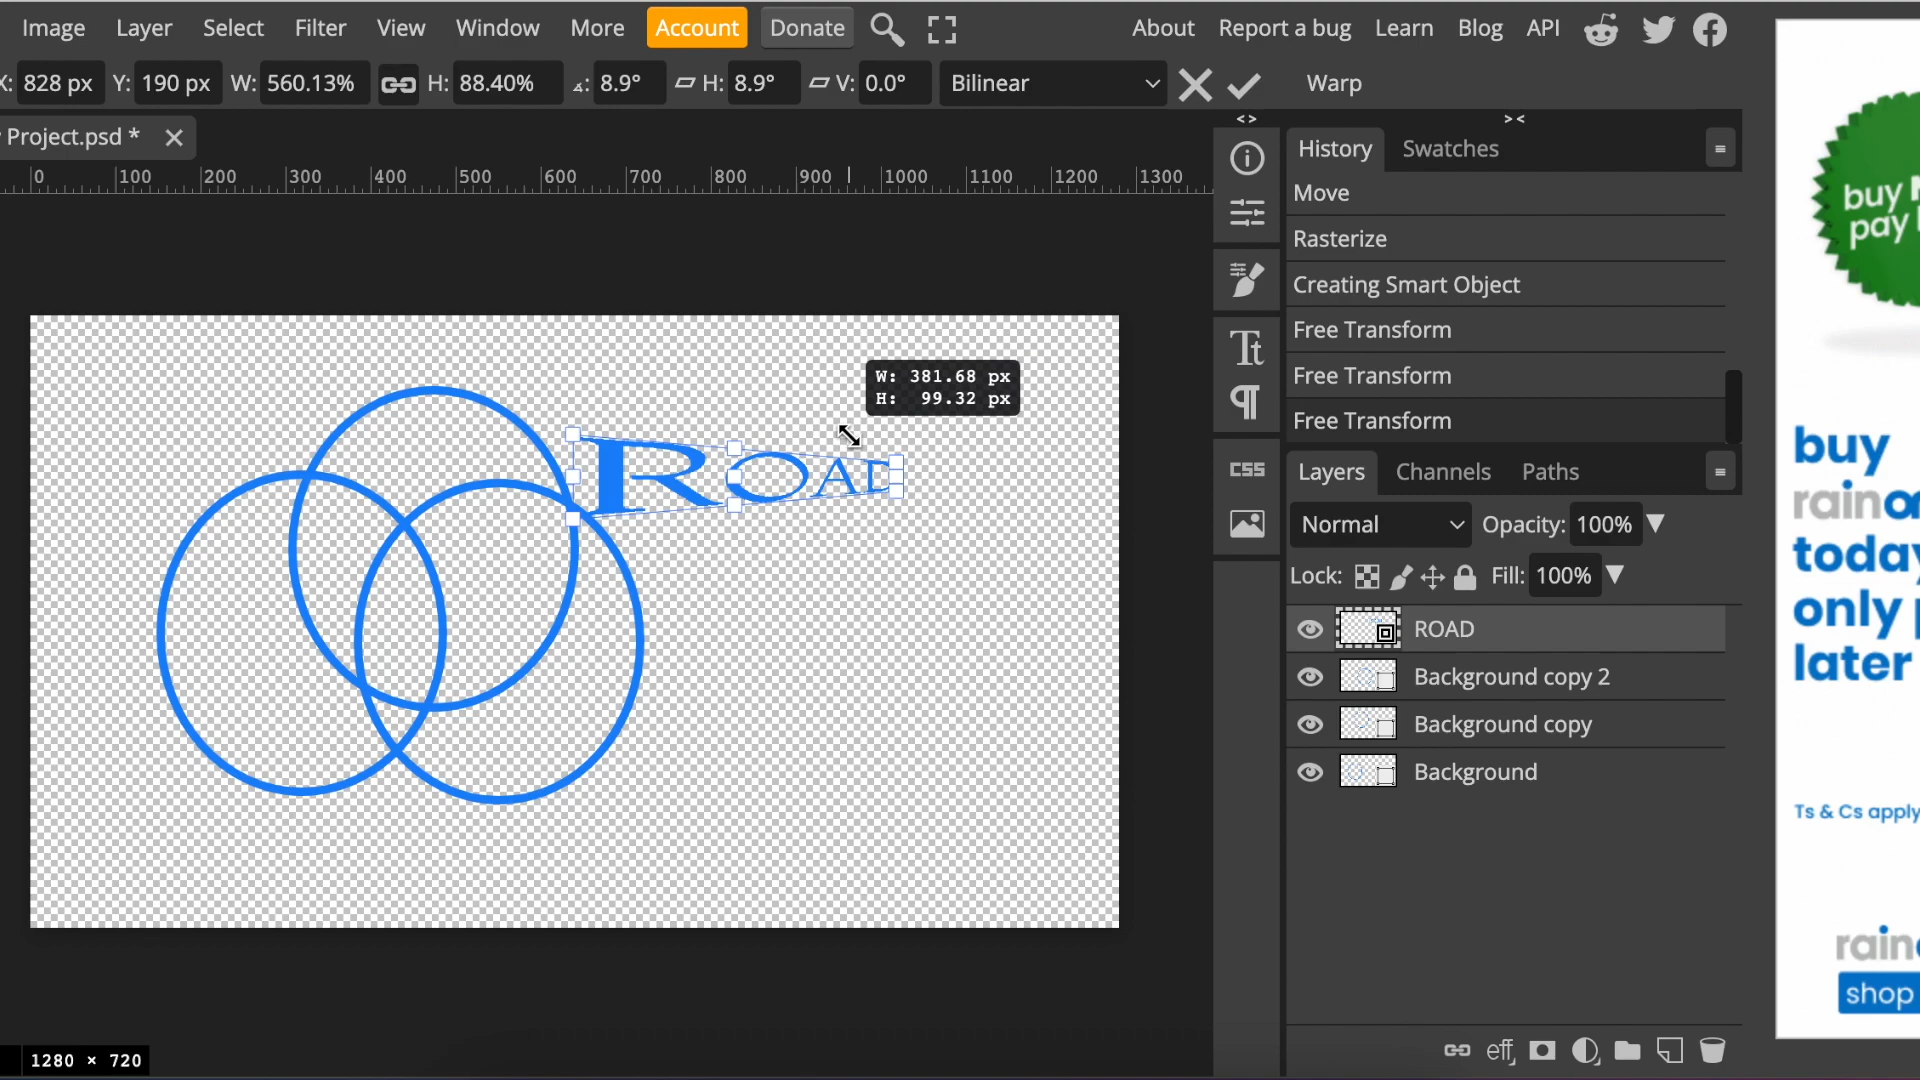 Image Layer Select Filter View Window More Account Donate About Report a bug Learn Blog API
X: 828 px Y: 190 px W: 560.13% H: 88.40% 8.9° H: 8.9° V: 0.0° Bilinear Warp
Project.psd *
0 100 200 300 400 500 600 700 800 900 1000 1100 1200 1300
W: 381.68 px
H: 99.32 px
ROAD
1280 × 720
< >
> <
History Swatches
Move
Rasterize
Creating Smart Object
Free Transform
Free Transform
Free Transform
CSS
Layers Channels Paths
Normal Opacity: 100%
Lock: Fill: 100%
ROAD
Background copy 2
Background copy
Background
eff
buy
pay
buy
rain
today
only
later
Ts & Cs apply
rain
shop